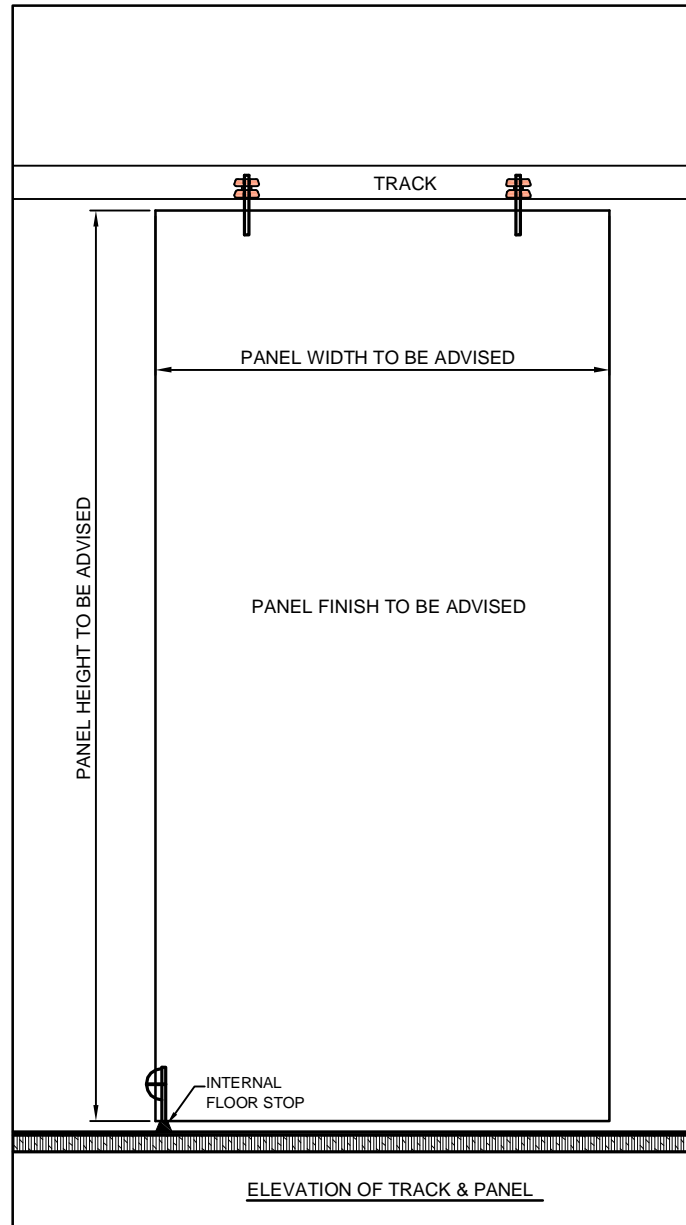 TRACK
PANEL WIDTH TO BE ADVISED
PANEL HEIGHT TO BE ADVISED
PANEL FINISH TO BE ADVISED
INTERNAL
FLOOR STOP
ELEVATION OF TRACK & PANEL